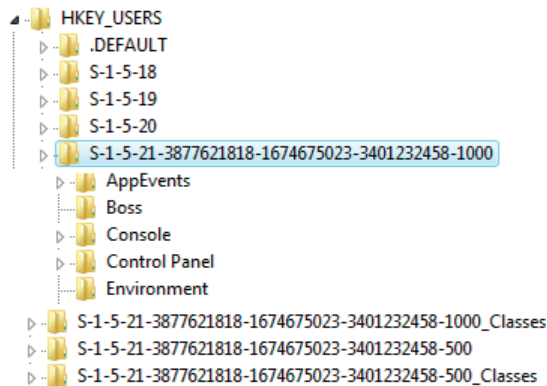 HKEY_USERS
.DEFAULT
S-1-5-18
S-1-5-19
S-1-5-20
S-1-5-21-3877621818-1674675023-3401232458-1000
AppEvents
Boss
Console
Control Panel
Environment
S-1-5-21-3877621818-1674675023-3401232458-1000_Classes
S-1-5-21-3877621818-1674675023-3401232458-500
S-1-5-21-3877621818-1674675023-3401232458-500_Classes